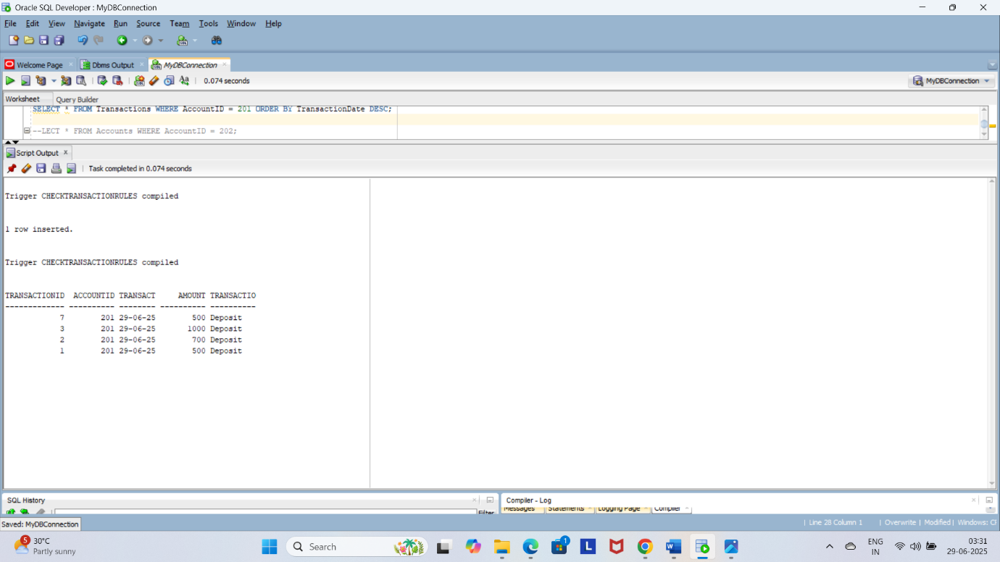 Oracle SQL Developer : MyDBConnection
File Edit View Navigate Run Source Team Tools Window Help
Welcome Page Dbms Output MyDBConnection
0.074 seconds MyDBConnection
Worksheet Query Builder
SELECT * FROM Transactions WHERE AccountID = 201 ORDER BY TransactionDate DESC;
--LECT * FROM Accounts WHERE AccountID = 202;
Script Output
Task completed in 0.074 seconds
Trigger CHECKTRANSACTIONRULES compiled
1 row inserted.
Trigger CHECKTRANSACTIONRULES compiled
TRANSACTIONID ACCOUNTID TRANSACT AMOUNT TRANSACTIO
------------- ---------- -------- ---------- ----------
7 201 29-06-25 500 Deposit
3 201 29-06-25 1000 Deposit
2 201 29-06-25 700 Deposit
1 201 29-06-25 500 Deposit
SQL History Compiler - Log
Filter Messages Statements Logging Page Compiler
Saved: MyDBConnection
Line 28 Column 1 | Overwrite | Modified | Windows: CF
5 30°C
Partly sunny
Search
1
ENG
IN
03:31
29-06-2025